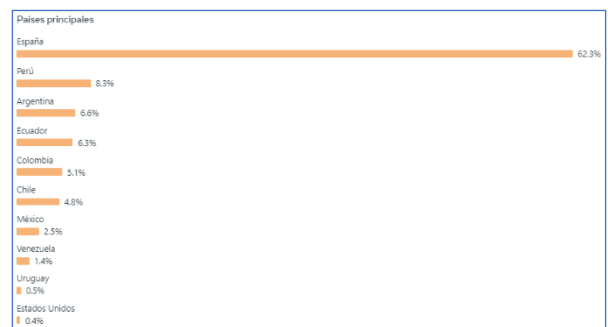 Países principales
España
62.3%
Perú
8.3%
Argentina
6.6%
Ecuador
6.3%
Colombia
5.1%
Chile
4.8%
México
2.5%
Venezuela
1.4%
Uruguay
0.5%
Estados Unidos
0.4%